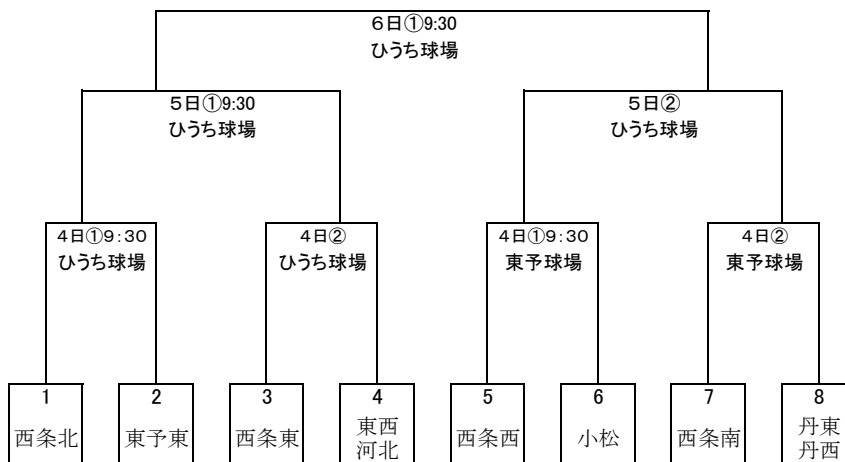 ６日①9:30
ひうち球場
５日①9:30
ひうち球場
５日②
ひうち球場
４日①９：３０
ひうち球場
４日②
ひうち球場
４日①９：３０
東予球場
４日②
東予球場
1
西条北
2
東予東
3
西条東
4
東西
河北
5
西条西
6
小松
7
西条南
8
丹東
丹西